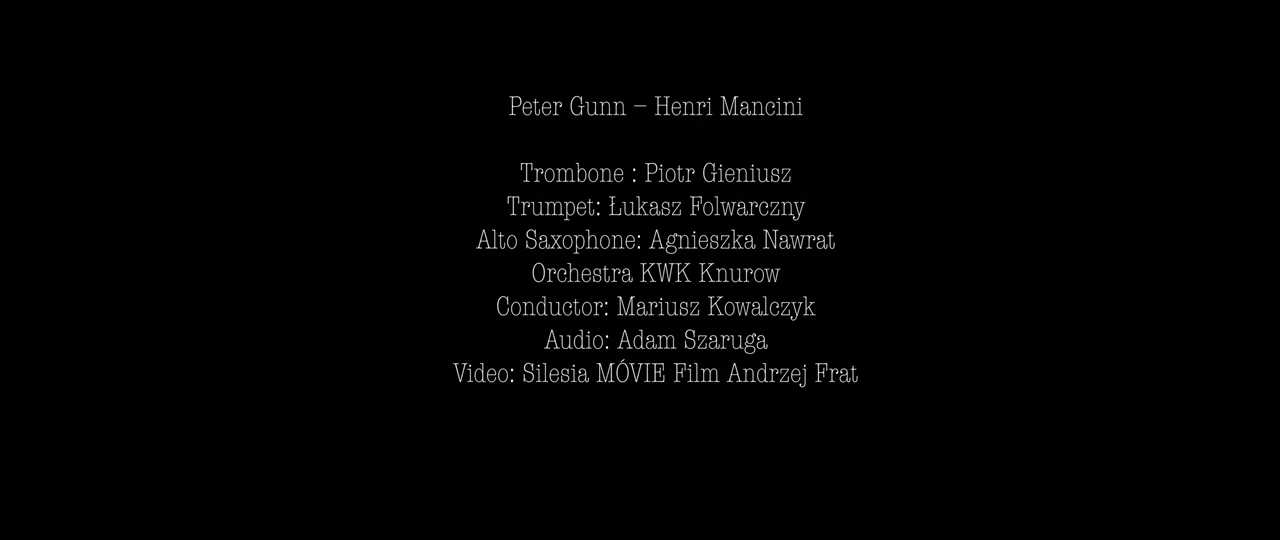 Peter Gunn – Henri Mancini
Trombone : Piotr Gieniusz
Trumpet: Łukasz Folwarczny
Alto Saxophone: Agnieszka Nawrat
Orchestra KWK Knurow
Conductor: Mariusz Kowalczyk
Audio: Adam Szaruga
Video: Silesia MÓVIE Film Andrzej Frat